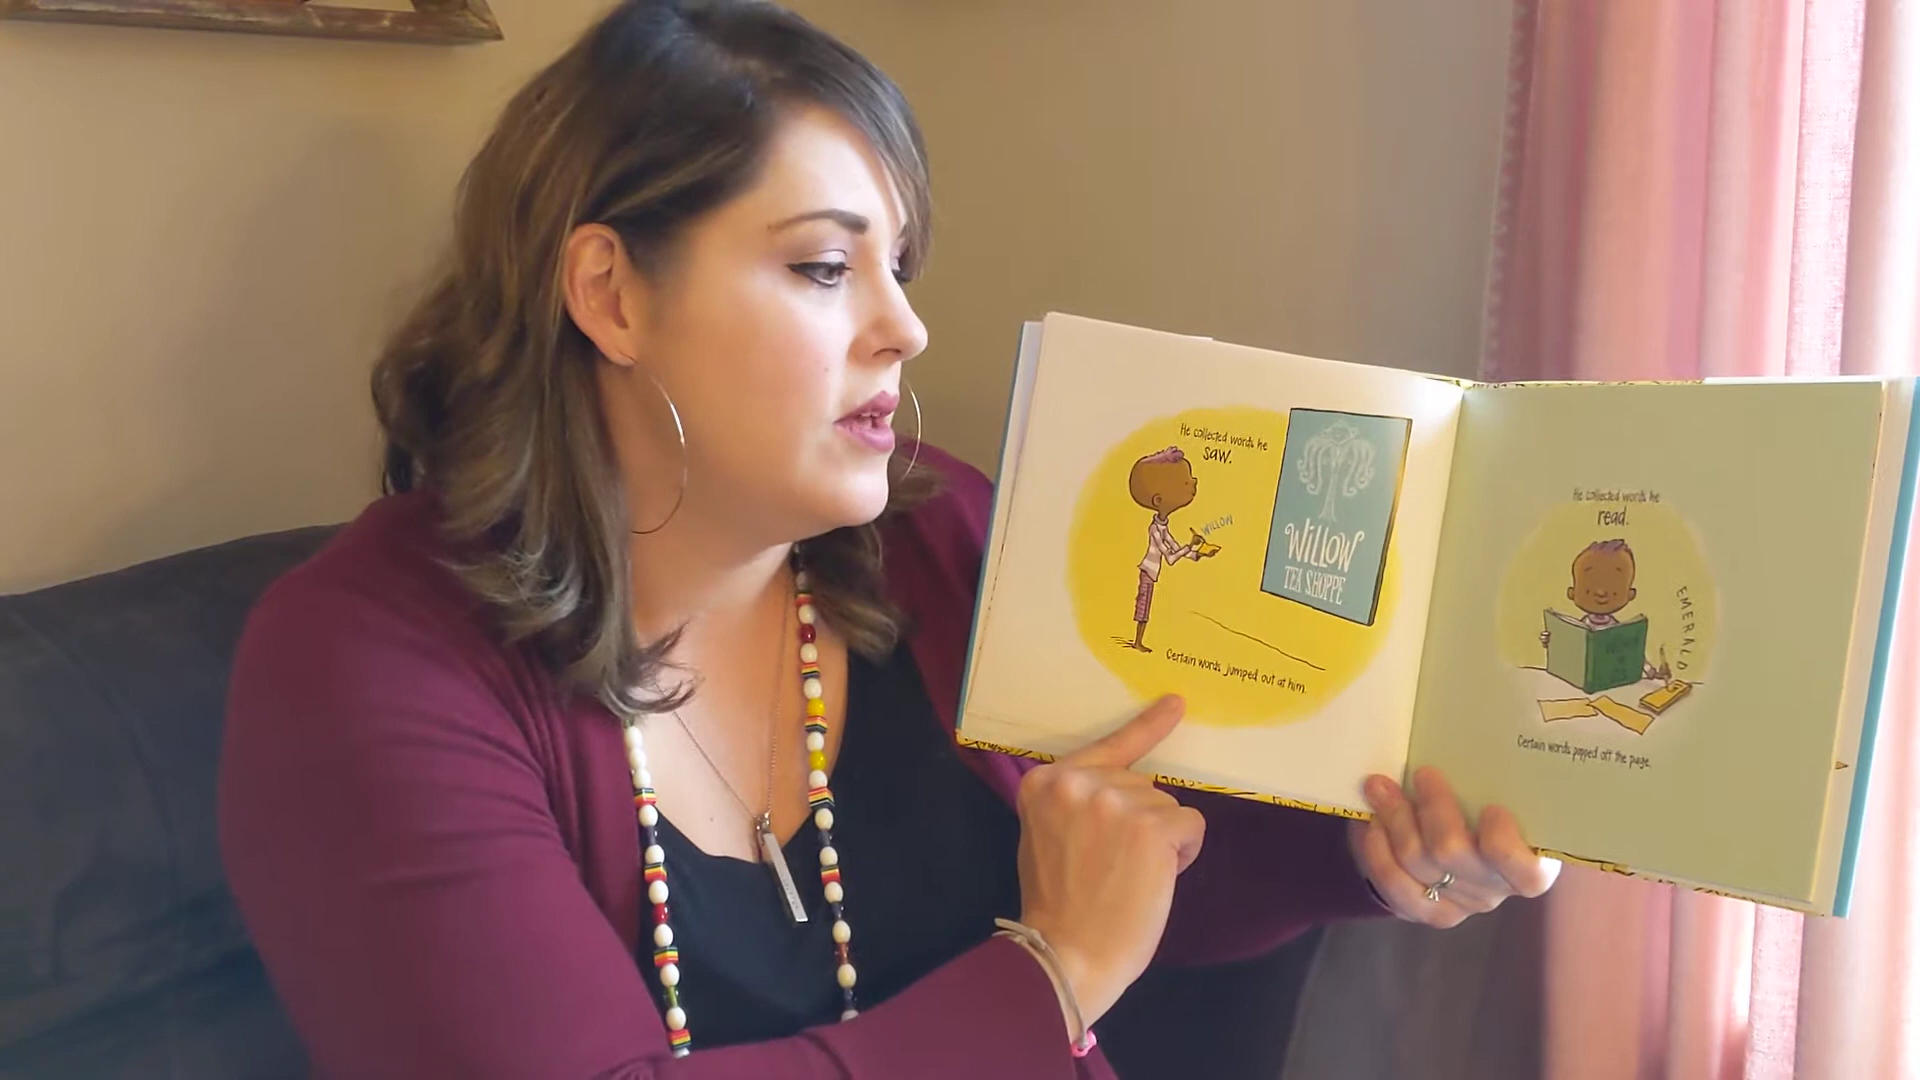 He collected words he
saw.
WILLOW
WILLOW
TEA SHOPPE
Certain words jumped out at him.
He collected words he
read.
EMERALD
Certain words popped off the page.